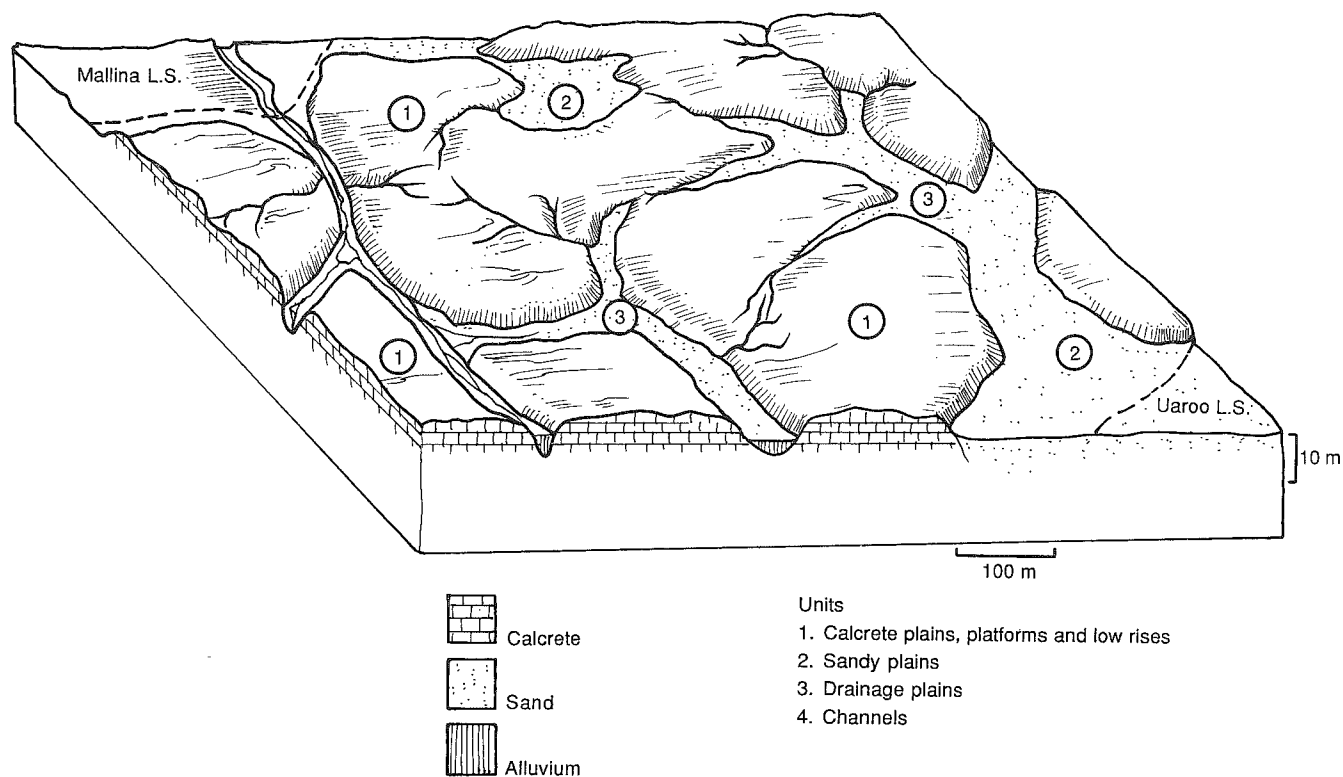 Mallina L.S.
1
2
3
3
1
1
2
Uaroo L.S.
10 m
100 m
Calcrete
Sand
Alluvium
Units
1. Calcrete plains, platforms and low rises
2. Sandy plains
3. Drainage plains
4. Channels